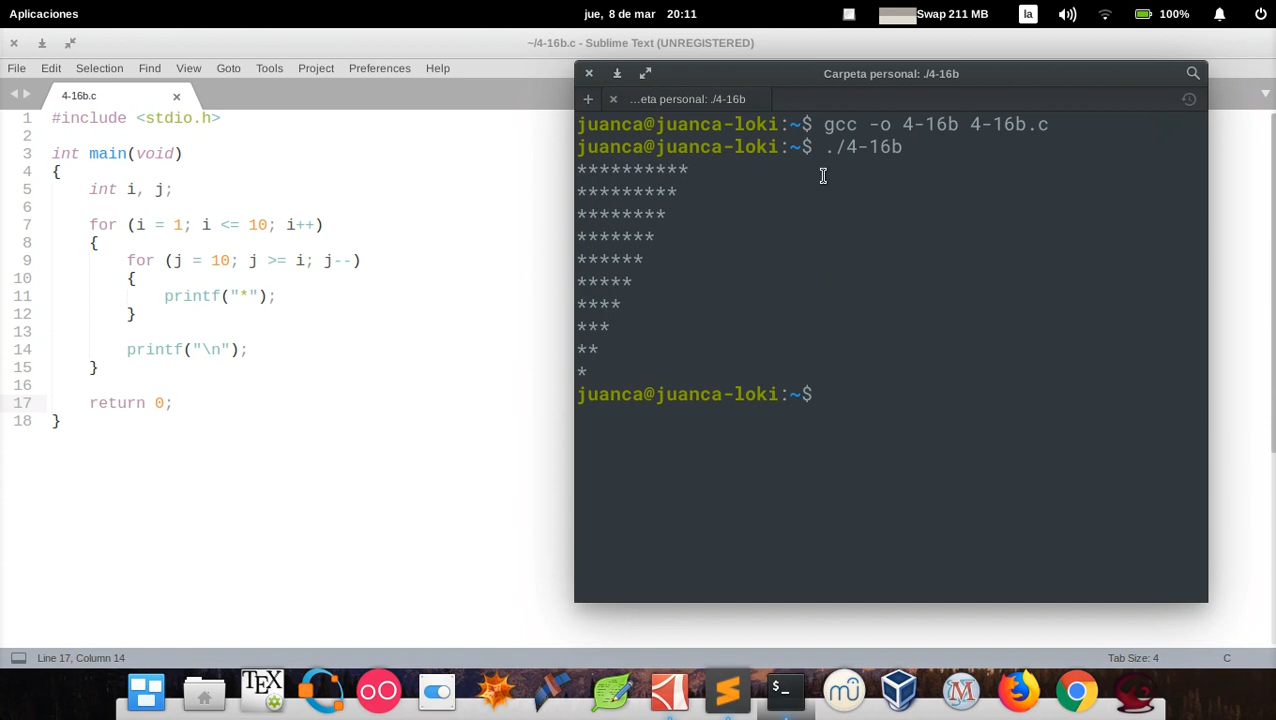 Aplicaciones
jue, 8 de mar 20:11
Swap 211 MB
la
100%
~/4-16b.c - Sublime Text (UNREGISTERED)
File Edit Selection Find View Goto Tools Project Preferences Help
4-16b.c
1 #include <stdio.h>
2
3 int main(void)
4 {
5 int i, j;
6
7 for (i = 1; i <= 10; i++)
8 {
9 for (j = 10; j >= i; j--)
10 {
11 printf("*");
12 }
13
14 printf("\n");
15 }
16
17 return 0;
18 }
Carpeta personal: ./4-16b
…eta personal: ./4-16b
juanca@juanca-loki:~$ gcc -o 4-16b 4-16b.c
juanca@juanca-loki:~$ ./4-16b
**********
*********
********
*******
******
*****
****
***
**
*
juanca@juanca-loki:~$
Line 17, Column 14
Tab Size: 4
C
TEX
>_